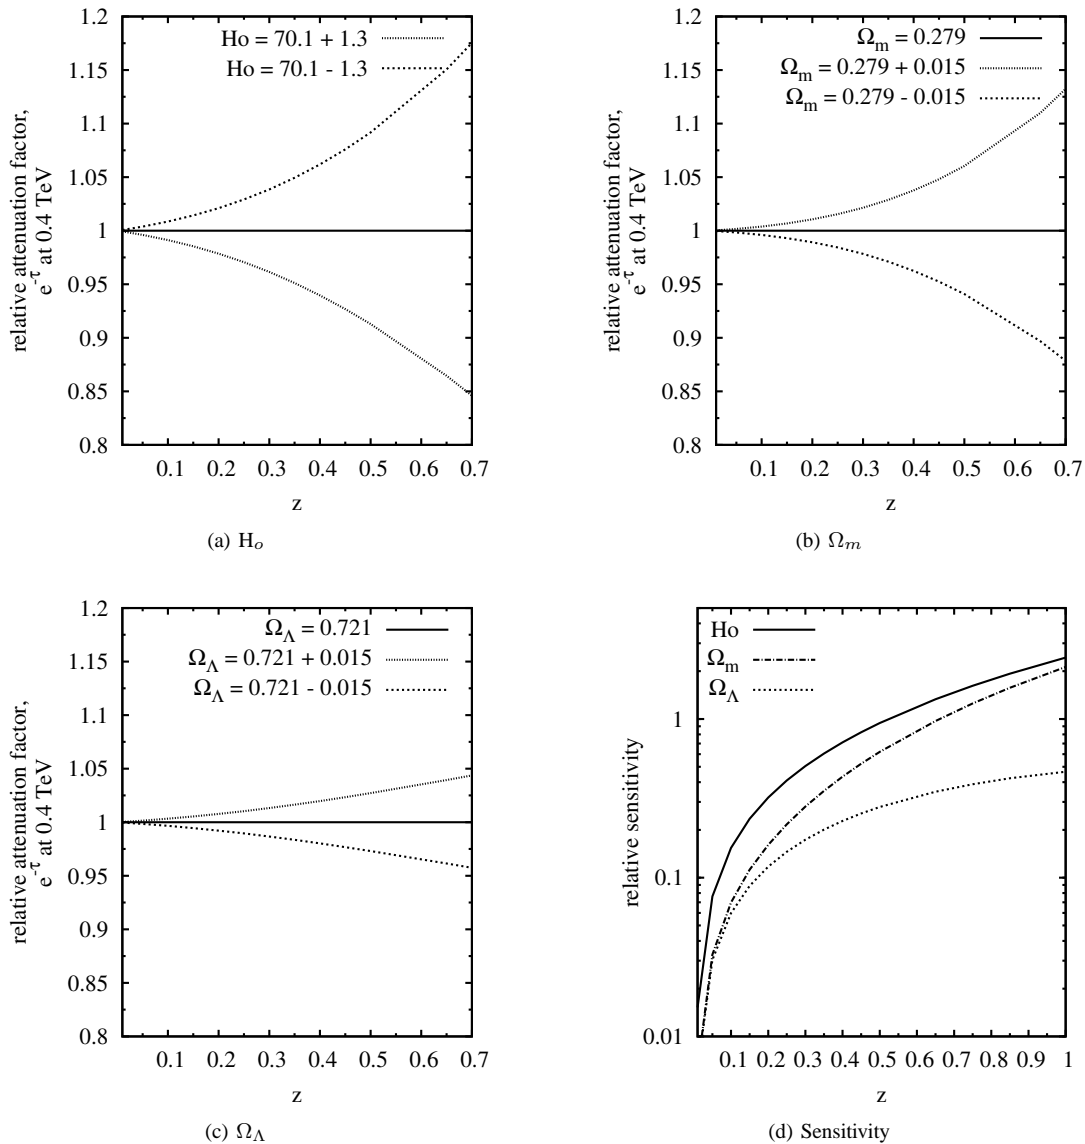 1.2
1.15
1.1
1.05
1
0.95
0.9
0.85
0.8
relative attenuation factor,
e^-τ at 0.4 TeV
Ho = 70.1 + 1.3
Ho = 70.1 - 1.3
0.1 0.2 0.3 0.4 0.5 0.6 0.7
z
(a) H_o
1.2
1.15
1.1
1.05
1
0.95
0.9
0.85
0.8
relative attenuation factor,
e^-τ at 0.4 TeV
Ω_m = 0.279
Ω_m = 0.279 + 0.015
Ω_m = 0.279 - 0.015
0.1 0.2 0.3 0.4 0.5 0.6 0.7
z
(b) Ω_m
1.2
1.15
1.1
1.05
1
0.95
0.9
0.85
0.8
relative attenuation factor,
e^-τ at 0.4 TeV
Ω_Λ = 0.721
Ω_Λ = 0.721 + 0.015
Ω_Λ = 0.721 - 0.015
0.1 0.2 0.3 0.4 0.5 0.6 0.7
z
(c) Ω_Λ
1
0.1
0.01
relative sensitivity
Ho
Ω_m
Ω_Λ
0.1 0.2 0.3 0.4 0.5 0.6 0.7 0.8 0.9 1
z
(d) Sensitivity